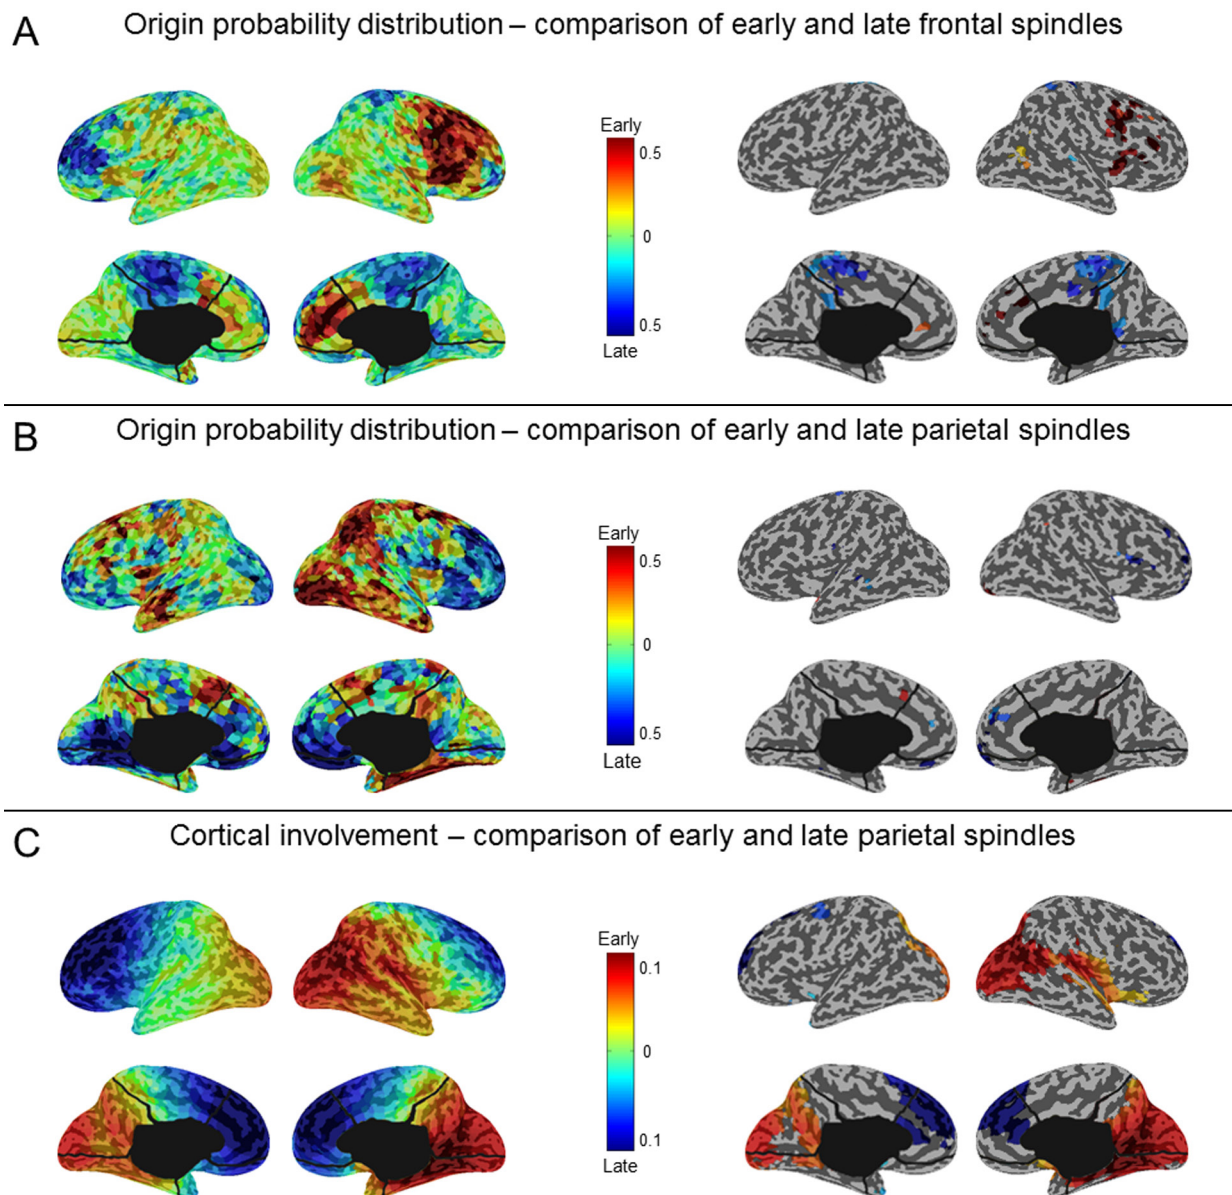 A
Origin probability distribution – comparison of early and late frontal spindles
Early
0.5
0
0.5
Late
B
Origin probability distribution – comparison of early and late parietal spindles
Early
0.5
0
0.5
Late
C
Cortical involvement – comparison of early and late parietal spindles
Early
0.1
0
0.1
Late